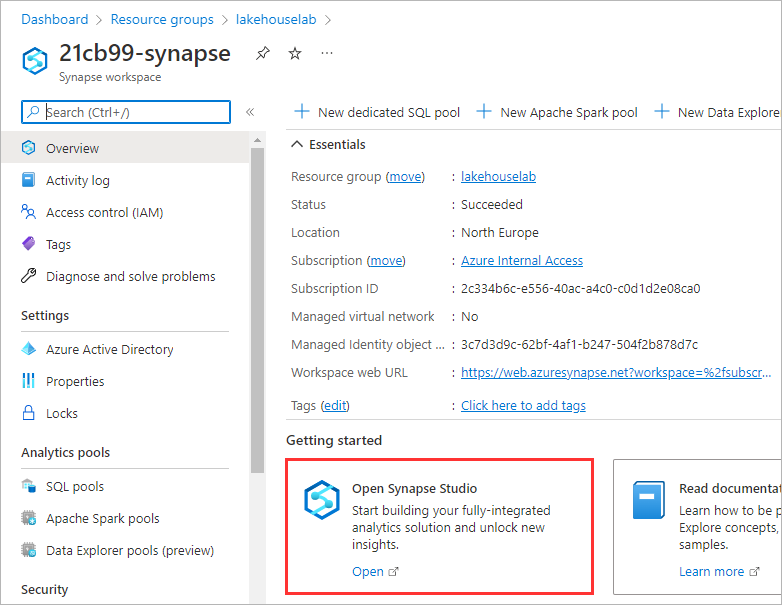 Dashboard > Resource groups > lakehouselab >
21cb99-synapse
Synapse workspace
Search (Ctrl+/)
New dedicated SQL pool
New Apache Spark pool
New Data Explorer
Overview
Activity log
Access control (IAM)
Tags
Diagnose and solve problems
Settings
Azure Active Directory
Properties
Locks
Analytics pools
SQL pools
Apache Spark pools
Data Explorer pools (preview)
Security
Essentials
Resource group (move) : lakehouselab
Status : Succeeded
Location : North Europe
Subscription (move) : Azure Internal Access
Subscription ID : 2c334b6c-e556-40ac-a4c0-c0d1d2e08ca0
Managed virtual network : No
Managed Identity object ... : 3c7d3d9c-62bf-4af1-b247-504f2b878d7c
Workspace web URL : https://web.azuresynapse.net?workspace=%2fsubscr...
Tags (edit) : Click here to add tags
Getting started
Open Synapse Studio
Start building your fully-integrated
analytics solution and unlock new
insights.
Open
Read documentat
Learn how to be p
Explore concepts,
samples.
Learn more